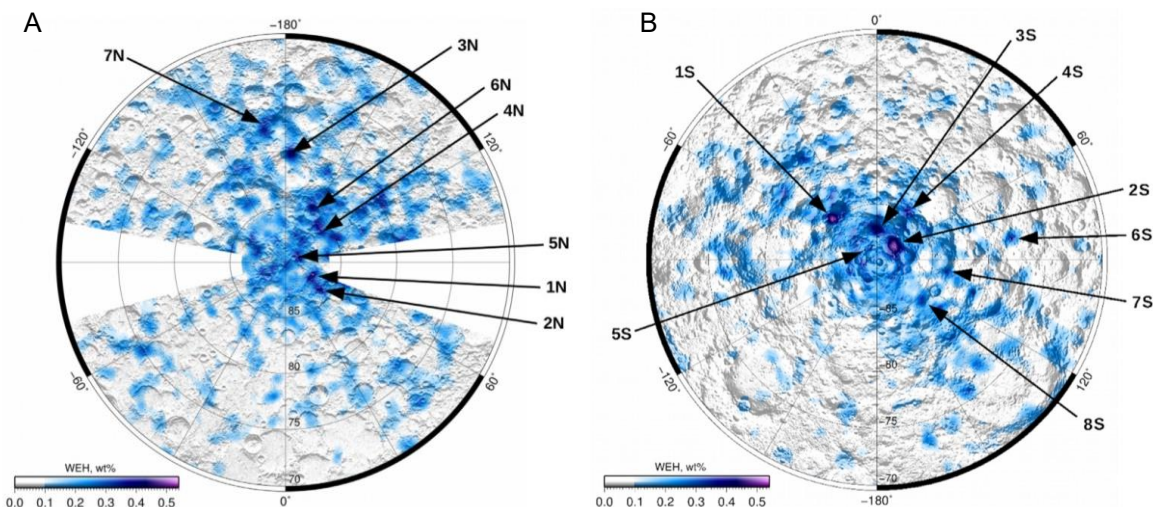 A
-180°
7N
3N
6N
4N
-120°
120°
5N
1N
2N
85
80
75
70
-60°
60°
0°
WEH, wt%
0.0 0.1 0.2 0.3 0.4 0.5
B
0°
3S
1S
4S
-60°
60°
2S
6S
7S
5S
-85
-80
-75
-70
-120°
120°
8S
-180°
WEH, wt%
0.0 0.1 0.2 0.3 0.4 0.5